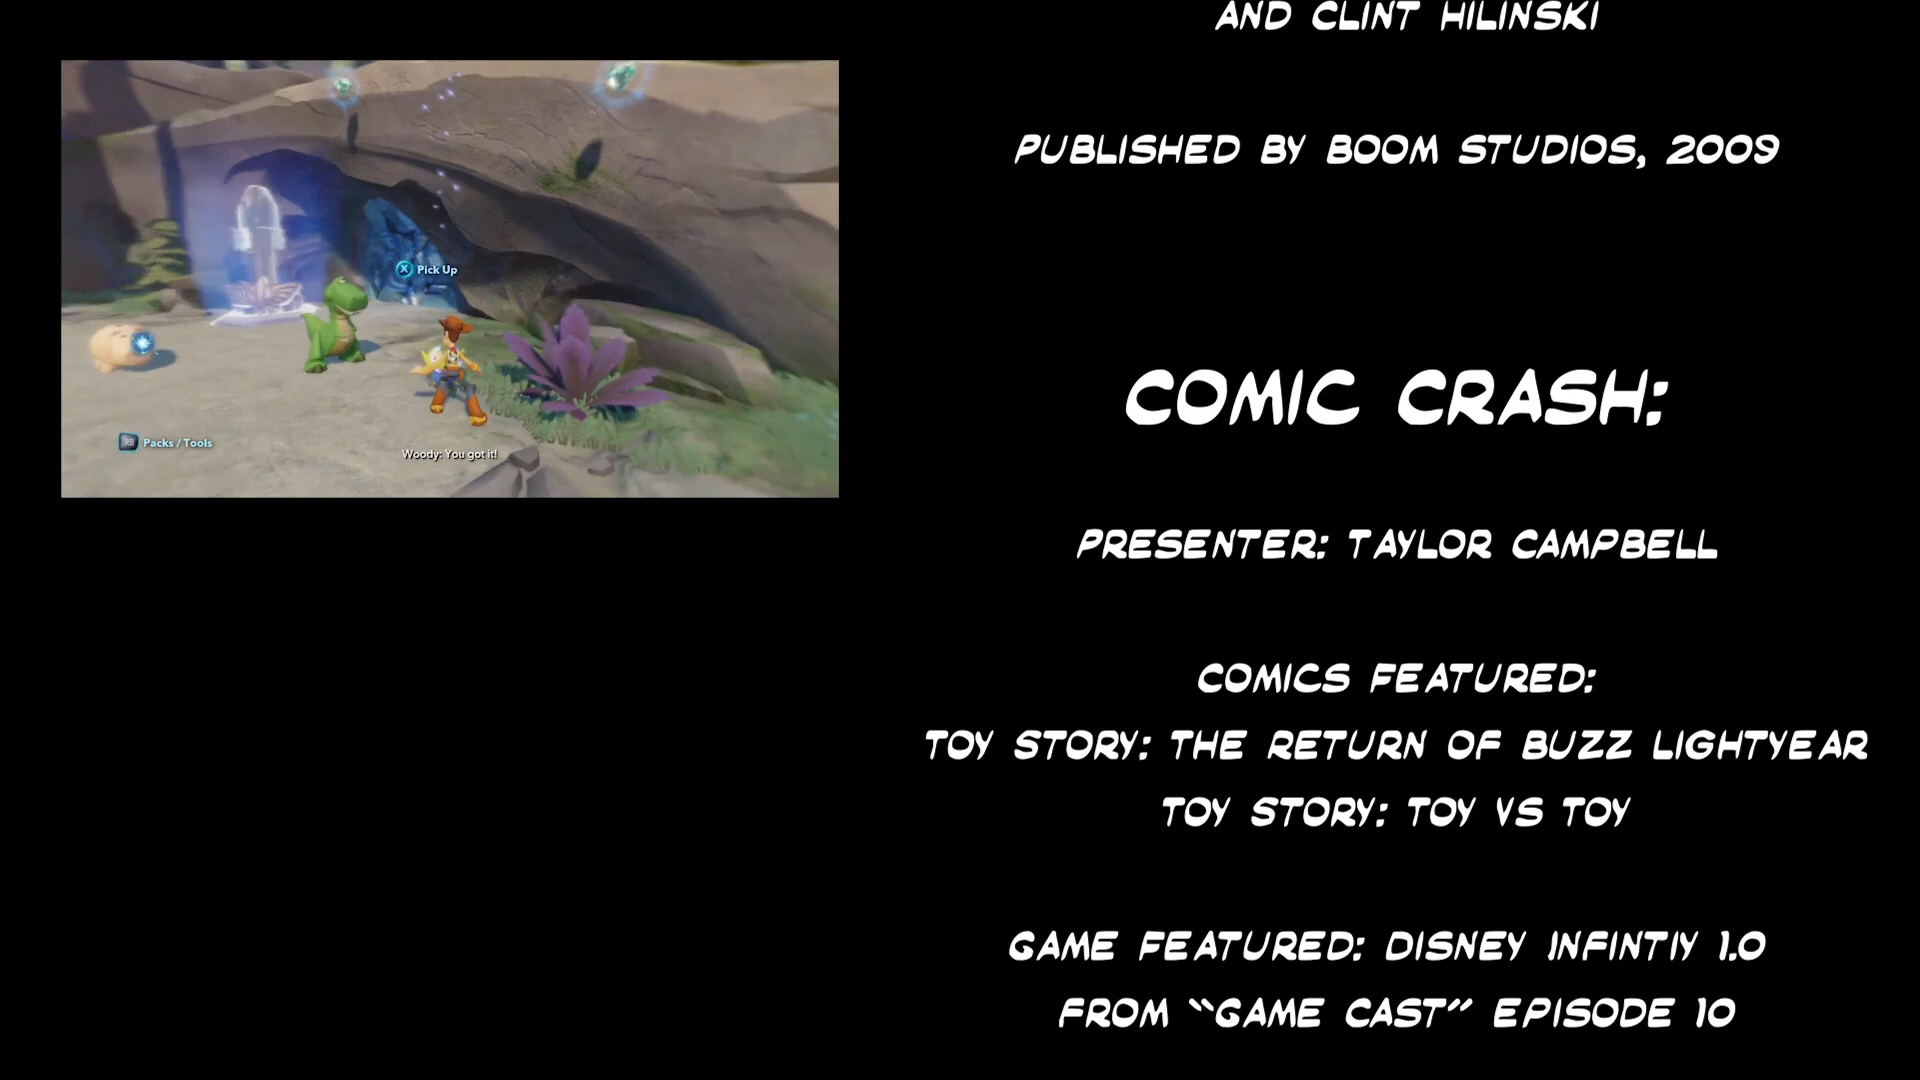 AND CLINT HILINSKI
PUBLISHED BY BOOM STUDIOS, 2009
X Pick Up
RB Packs / Tools
Woody: You got it!
COMIC CRASH:
PRESENTER: TAYLOR CAMPBELL
COMICS FEATURED:
TOY STORY: THE RETURN OF BUZZ LIGHTYEAR
TOY STORY: TOY VS TOY
GAME FEATURED: DISNEY INFINTIY 1.0
FROM "GAME CAST" EPISODE 10